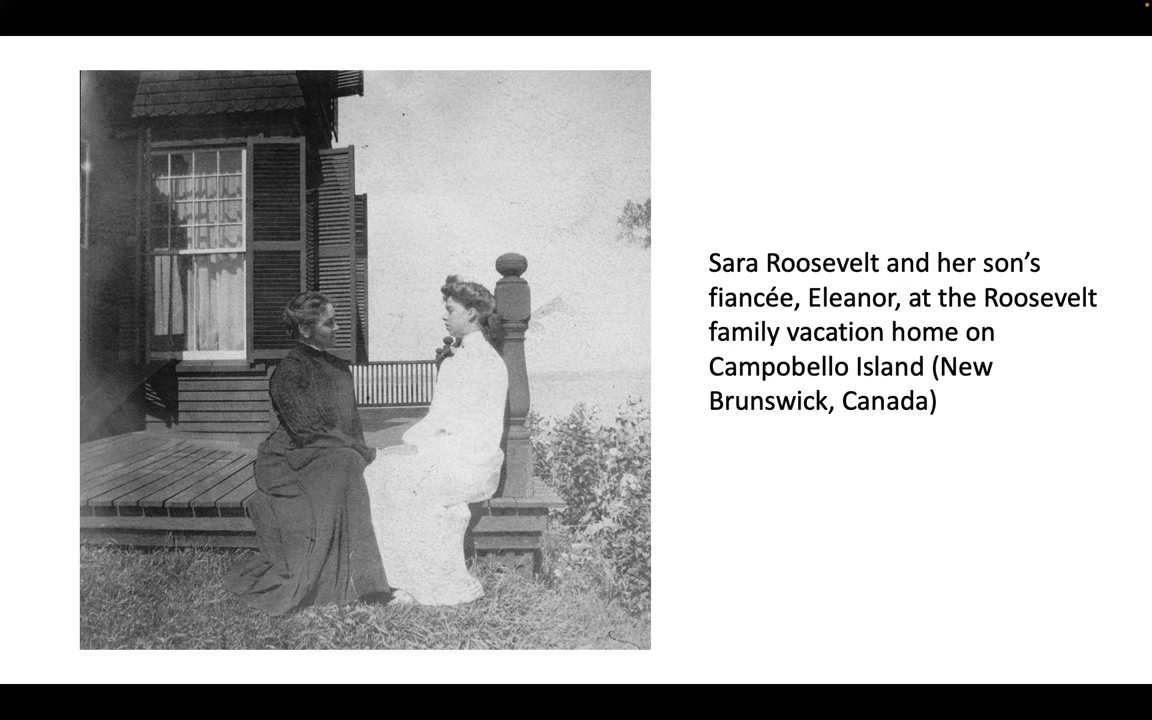 Sara Roosevelt and her son’s
fiancée, Eleanor, at the Roosevelt
family vacation home on
Campobello Island (New
Brunswick, Canada)